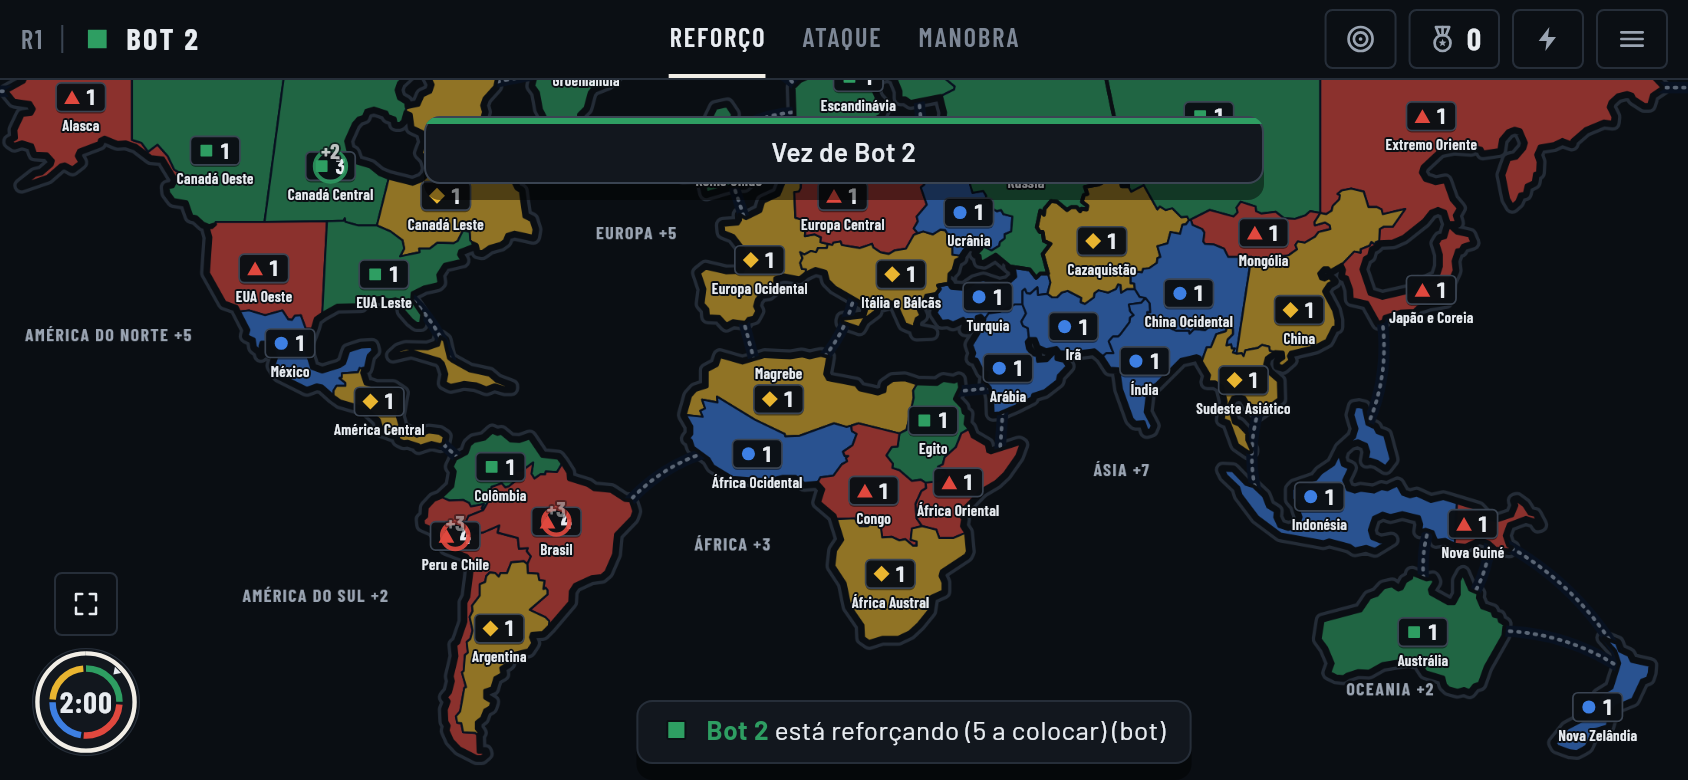 R1
BOT 2
REFORÇO
ATAQUE
MANOBRA
0
Groenlândia
1
Alasca
Escandinávia
1
Extremo Oriente
1
Canadá Oeste
+2
3
Canadá Central
Vez de Bot 2
1
Canadá Leste
1
Europa Central
1
Ucrânia
Rússia
EUROPA +5
1
Mongólia
1
Cazaquistão
1
EUA Oeste
1
EUA Leste
1
Europa Ocidental
1
Itália e Bálcãs
1
Turquia
1
China Ocidental
1
Japão e Coreia
1
China
1
Irã
AMÉRICA DO NORTE +5
1
México
1
Arábia
1
Índia
1
Sudeste Asiático
Magrebe
1
1
América Central
1
Egito
1
África Ocidental
ÁSIA +7
1
Colômbia
1
Congo
1
África Oriental
1
Indonésia
1
Nova Guiné
+3
4
Brasil
+3
4
Peru e Chile
ÁFRICA +3
1
África Austral
AMÉRICA DO SUL +2
1
Argentina
1
Austrália
OCEANIA +2
1
Nova Zelândia
2:00
Bot 2 está reforçando (5 a colocar) (bot)